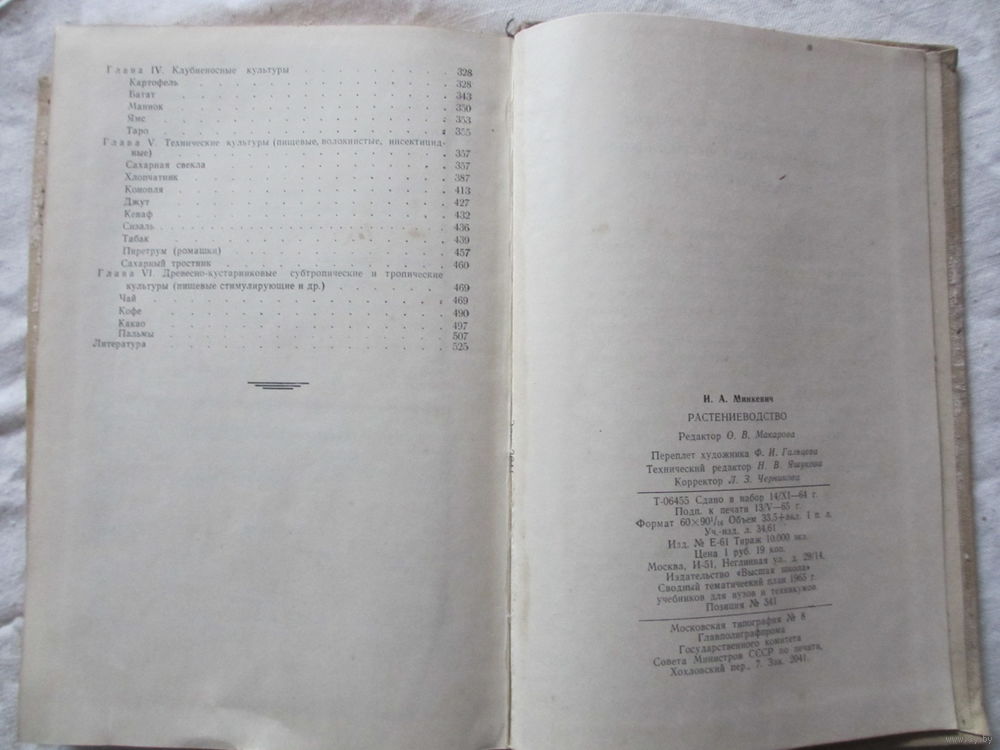 Глава IV. Клубненосные культуры . . . . . . . . . . 328
Картофель . . . . . . . . . . 328
Батат . . . . . . . . . . 343
Маниок . . . . . . . . . . 350
Ямс . . . . . . . . . . 353
Таро . . . . . . . . . . 355
Глава V. Технические культуры (пищевые, волокнистые, инсектицид-
ные) . . . . . . . . . . 357
Сахарная свекла . . . . . . . . . . 357
Хлопчатник . . . . . . . . . . 387
Конопля . . . . . . . . . . 413
Джут . . . . . . . . . . 427
Кенаф . . . . . . . . . . 432
Сизаль . . . . . . . . . . 436
Табак . . . . . . . . . . 439
Пиретрум (ромашки) . . . . . . . . . . 457
Сахарный тростник . . . . . . . . . . 460
Глава VI. Древесно-кустарниковые субтропические и тропические
культуры (пищевые стимулирующие и др.) . . . . . . . . . . 469
Чай . . . . . . . . . . 469
Кофе . . . . . . . . . . 490
Какао . . . . . . . . . . 497
Пальмы . . . . . . . . . . 507
Литература . . . . . . . . . . 525
И. А. Минкевич
РАСТЕНИЕВОДСТВО
Редактор О. В. Макарова
Переплет художника Ф. И. Гальцева
Технический редактор Н. В. Яшукова
Корректор Л. З. Черникова
Т-06455 Сдано в набор 14/XI—64 г.
Подп. к печати 13/V—65 г.
Формат 60×90 1/16 Объем 33,5+вкл. 1 п. л.
Уч.-изд. л. 34,61
Изд. № Е-61 Тираж 10.000 экз.
Цена 1 руб. 19 коп.
Москва, И-51, Неглинная ул., д. 29/14,
Издательство «Высшая школа»
Сводный тематический план 1965 г.
учебников для вузов и техникумов
Позиция № 541
Московская типография № 8
Главполиграфпрома
Государственного комитета
Совета Министров СССР по печати,
Хохловский пер., 7. Зак. 2041.